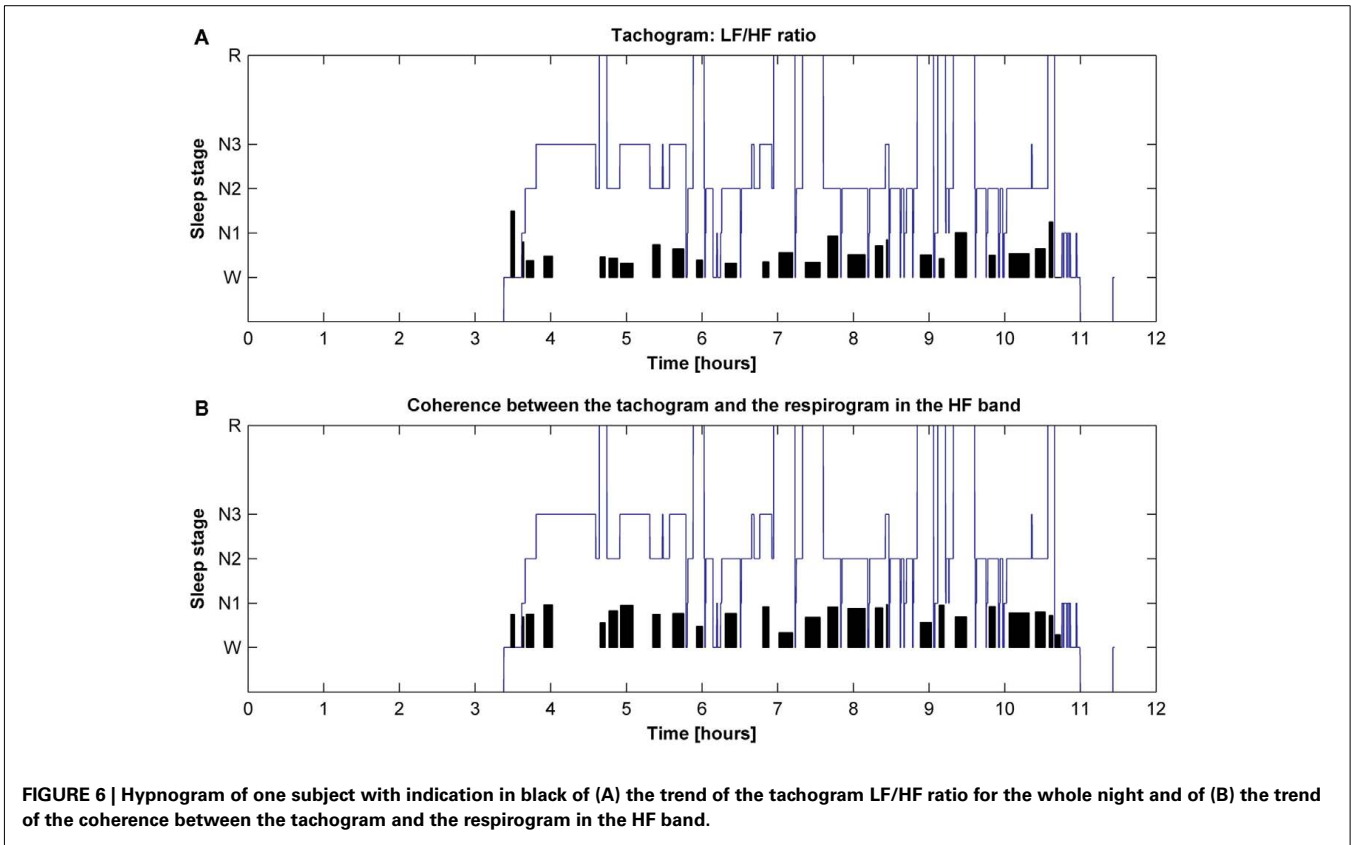 A
Tachogram: LF/HF ratio
R
N3
N2
N1
W
Sleep stage
0 1 2 3 4 5 6 7 8 9 10 11 12
Time [hours]
B
Coherence between the tachogram and the respirogram in the HF band
R
N3
N2
N1
W
Sleep stage
0 1 2 3 4 5 6 7 8 9 10 11 12
Time [hours]
FIGURE 6 | Hypnogram of one subject with indication in black of (A) the trend of the tachogram LF/HF ratio for the whole night and of (B) the trend
of the coherence between the tachogram and the respirogram in the HF band.